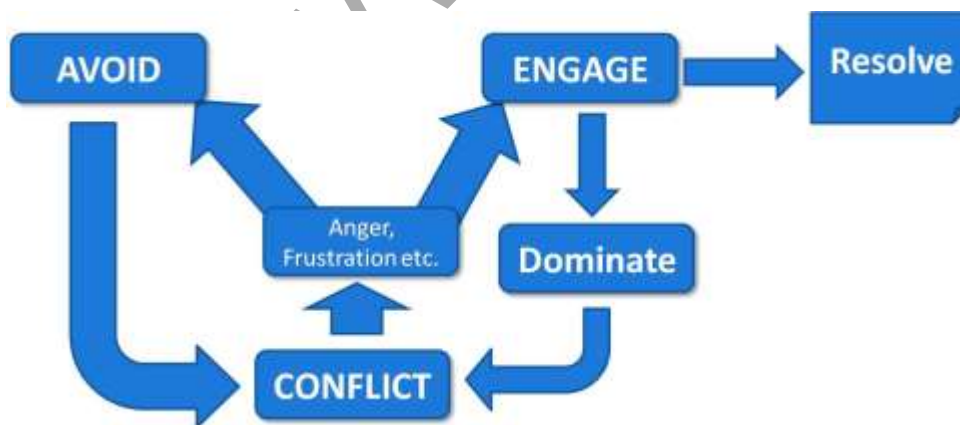 AVOID
ENGAGE
Resolve
Anger,
Frustration etc.
Dominate
CONFLICT